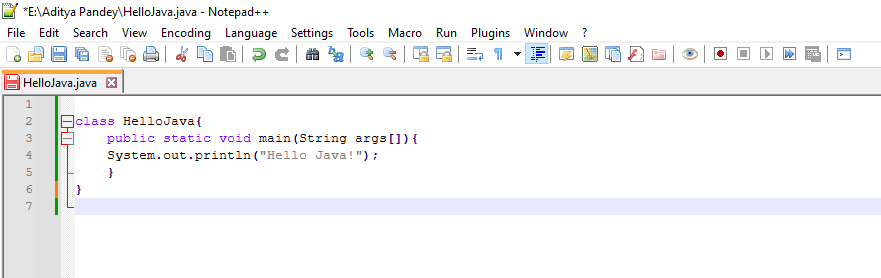 *E:\Aditya Pandey\HelloJava.java - Notepad++
File Edit Search View Encoding Language Settings Tools Macro Run Plugins Window ?
HelloJava.java
1
2 class HelloJava{
3 public static void main(String args[]){
4 System.out.println("Hello Java!");
5 }
6 }
7